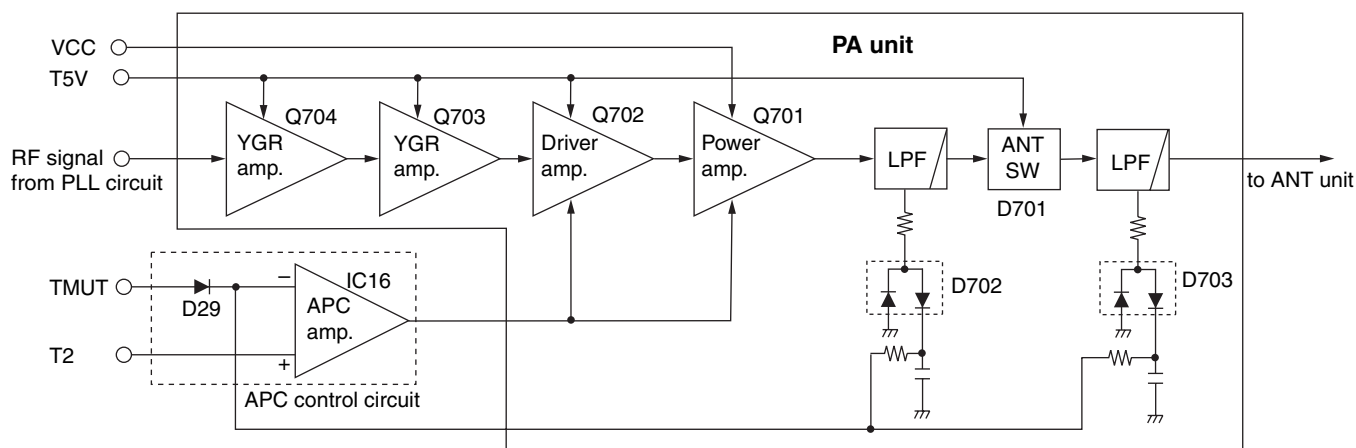 VCC
PA unit
T5V
Q704
Q703
Q702
Q701
YGR
amp.
YGR
amp.
Driver
amp.
Power
amp.
LPF
ANT
SW
LPF
RF signal
from PLL circuit
to ANT unit
D701
TMUT
D29
−
IC16
APC
amp.
D702
D703
T2
+
APC control circuit